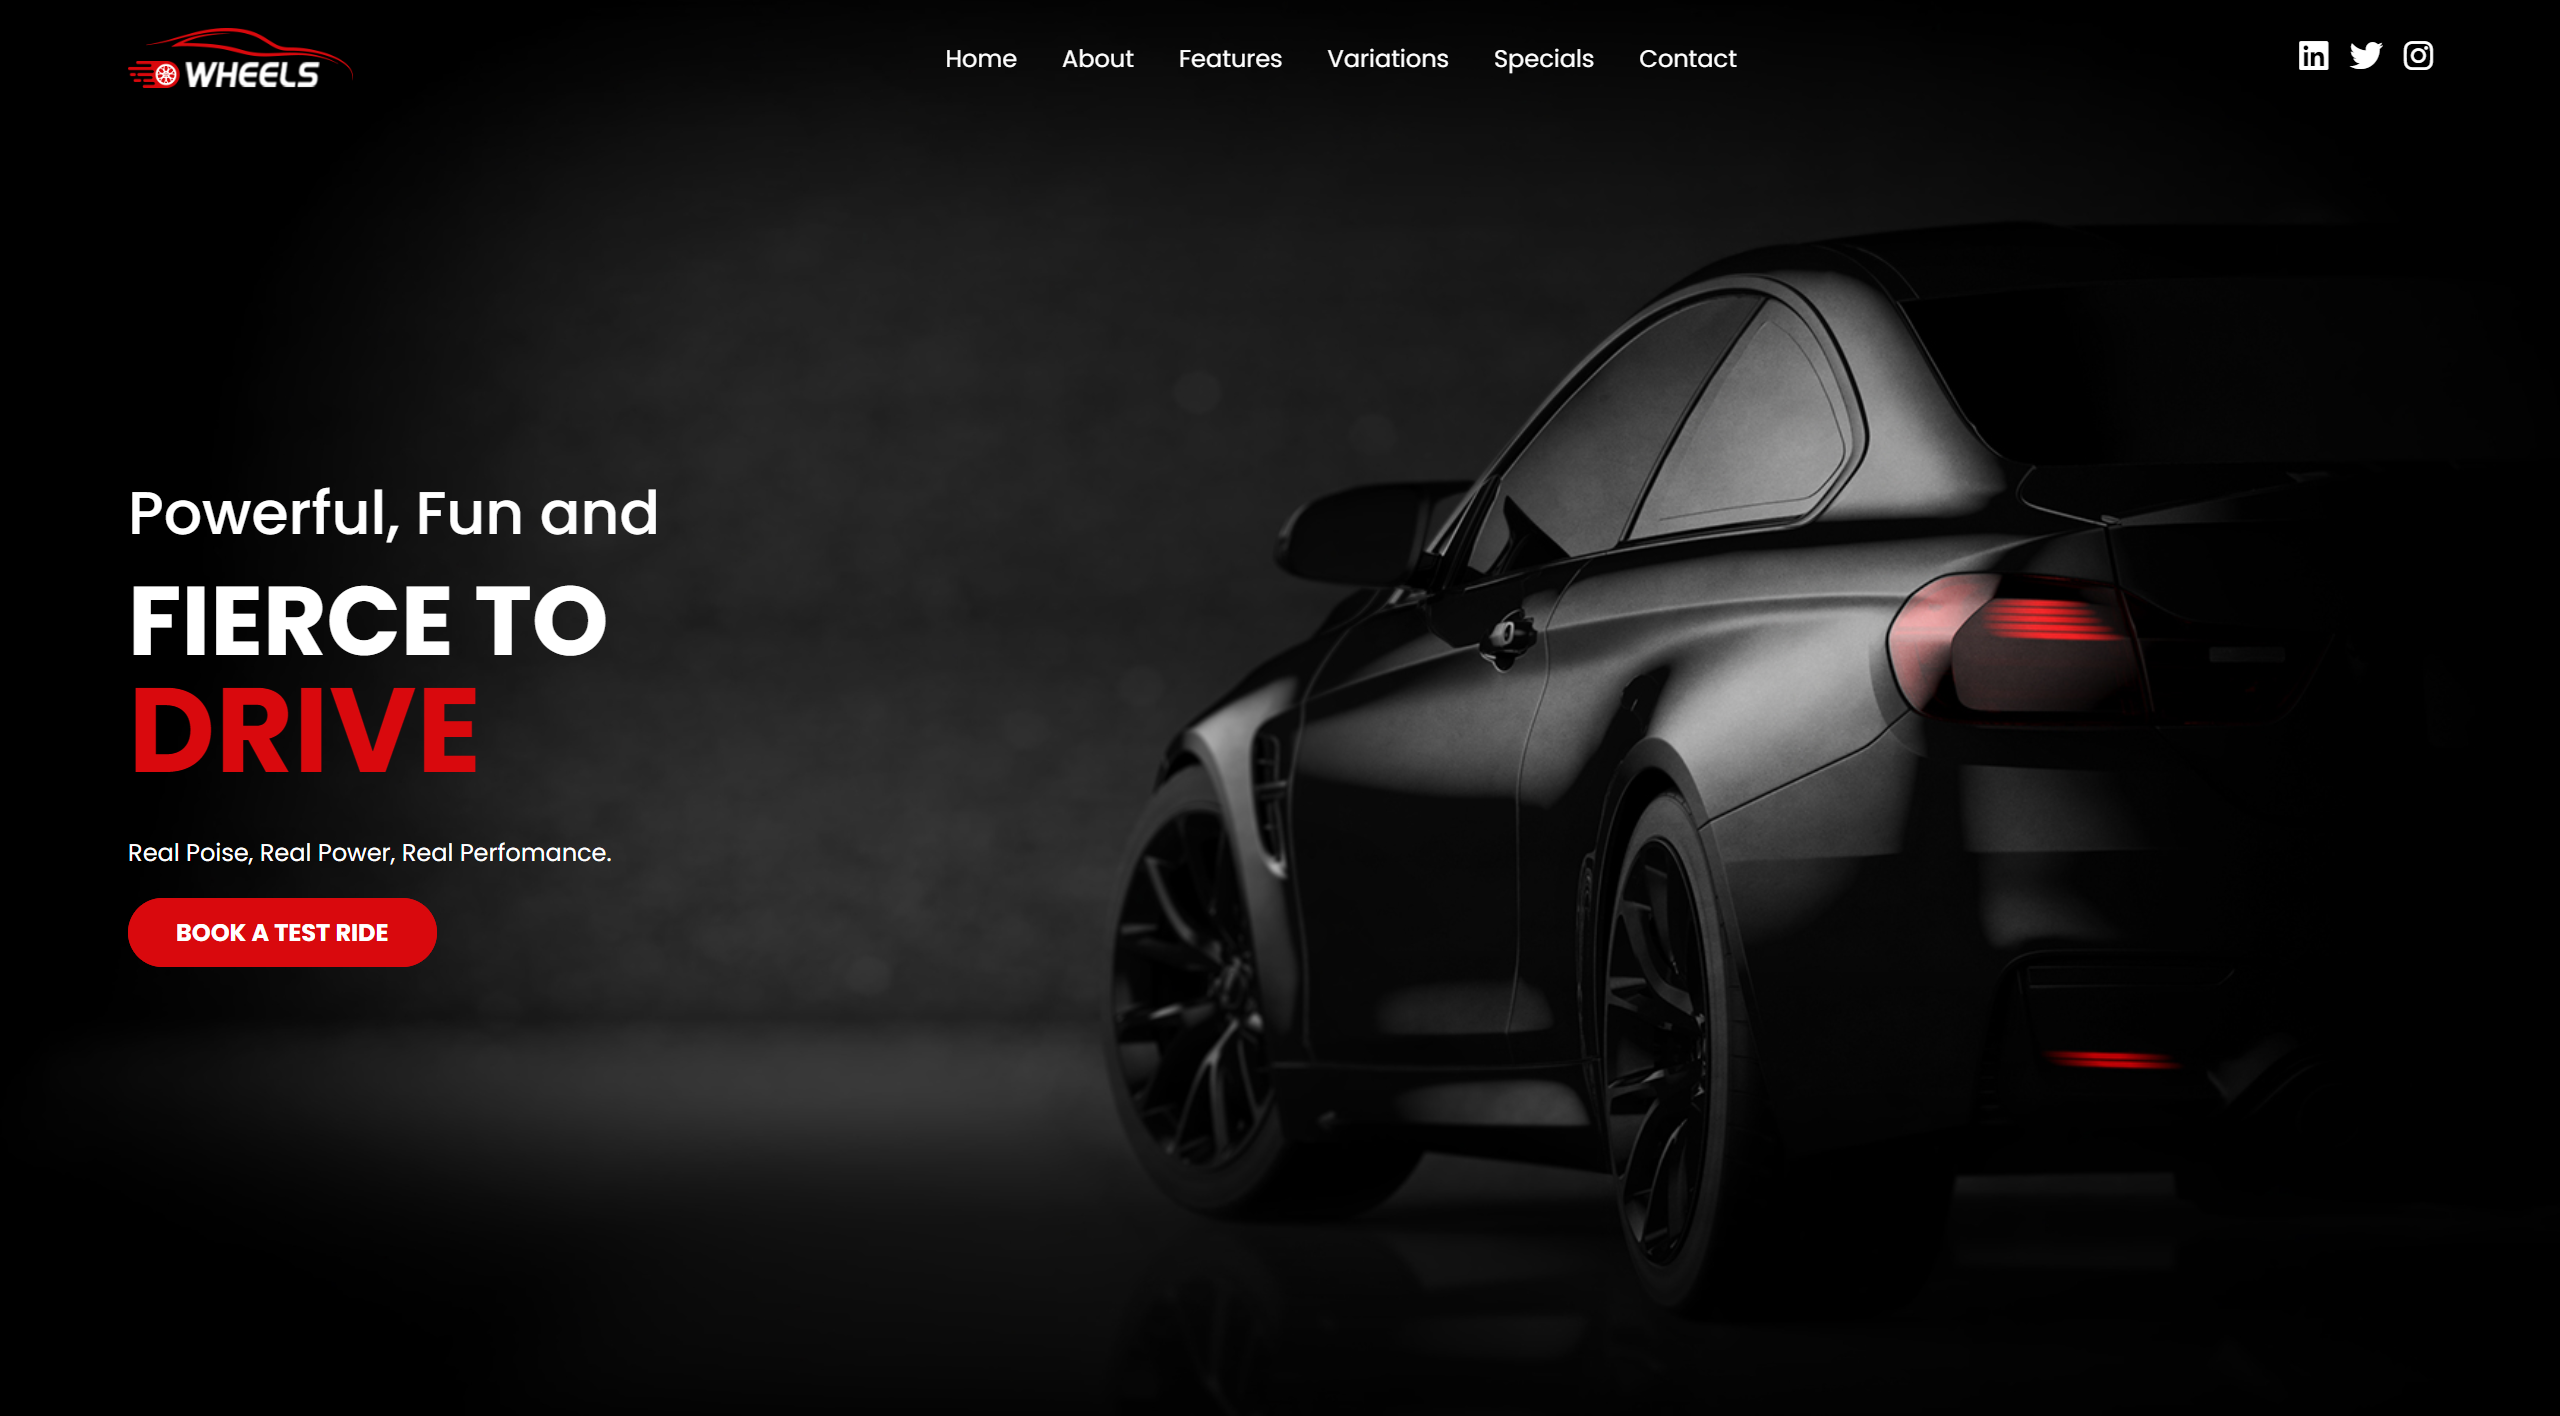 WHEELS
Home About Features Variations Specials Contact
Powerful, Fun and
FIERCE TO
DRIVE
Real Poise, Real Power, Real Perfomance.
BOOK A TEST RIDE